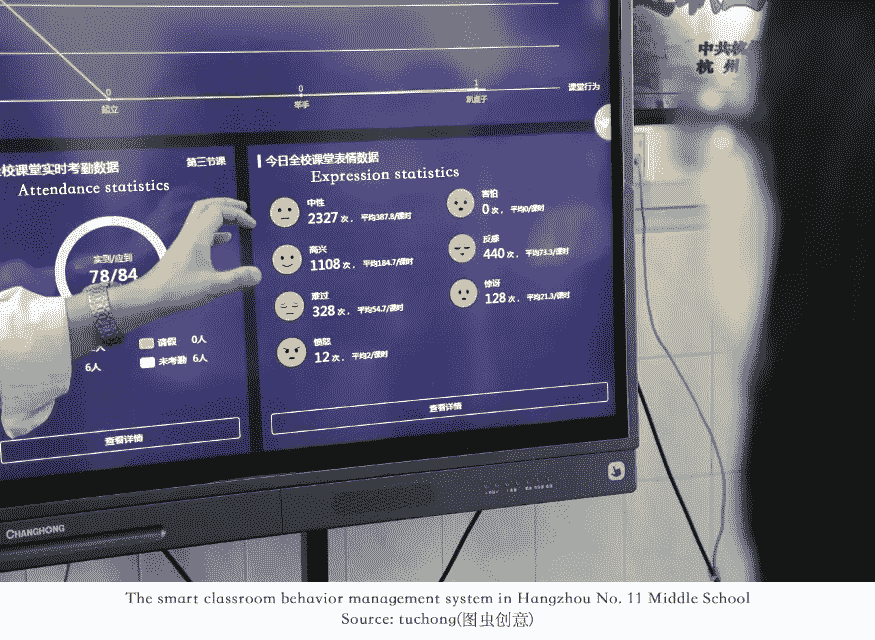 中共杭
杭 州
0
0
1
起立
举手
趴桌子
课堂行为
校课堂实时考勤数据
第三节课
Attendance statistics
实到/应到
78/84
人
请假 0人
6人
未考勤 6人
查看详情
今日全校课堂表情数据
Expression statistics
中性
2327 次， 平均387.8/课时
高兴
1108 次， 平均184.7/课时
难过
328 次， 平均54.7/课时
愤怒
12 次， 平均2/课时
害怕
0 次， 平均0/课时
反感
440 次， 平均73.3/课时
惊讶
128 次， 平均21.3/课时
查看详情
CHANGHONG
The smart classroom behavior management system in Hangzhou No. 11 Middle School
Source: tuchong(图虫创意)